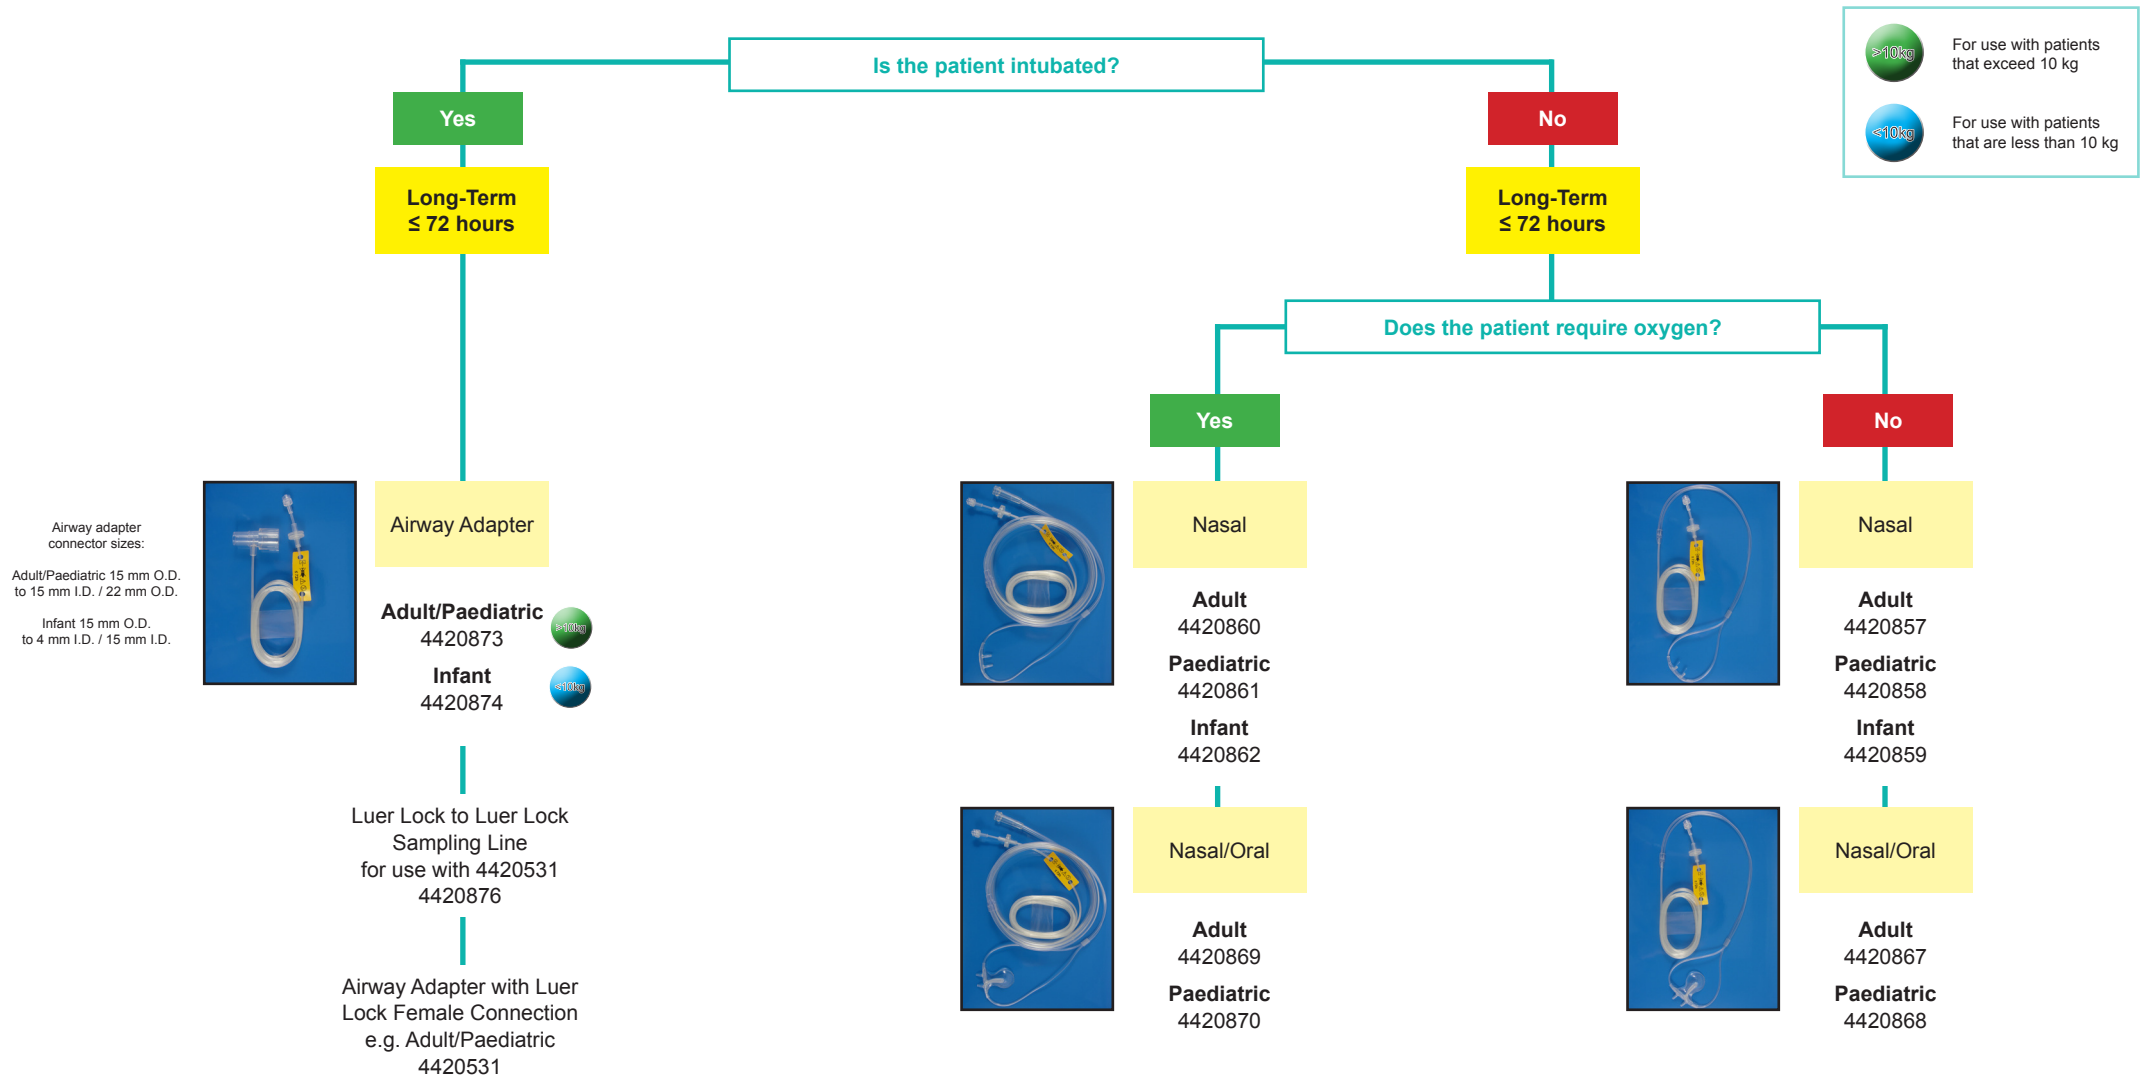 Is the patient intubated?
>10kg
For use with patients
that exceed 10 kg
<10kg
For use with patients
that are less than 10 kg
Yes
No
Long-Term
≤ 72 hours
Long-Term
≤ 72 hours
Does the patient require oxygen?
Yes
No
Airway adapter
connector sizes:
Adult/Paediatric 15 mm O.D.
to 15 mm I.D. / 22 mm O.D.
Infant 15 mm O.D.
to 4 mm I.D. / 15 mm I.D.
Airway Adapter
Adult/Paediatric
4420873
>10kg
Infant
4420874
<10kg
Luer Lock to Luer Lock
Sampling Line
for use with 4420531
4420876
Airway Adapter with Luer
Lock Female Connection
e.g. Adult/Paediatric
4420531
Nasal
Adult
4420860
Paediatric
4420861
Infant
4420862
Nasal/Oral
Adult
4420869
Paediatric
4420870
Nasal
Adult
4420857
Paediatric
4420858
Infant
4420859
Nasal/Oral
Adult
4420867
Paediatric
4420868